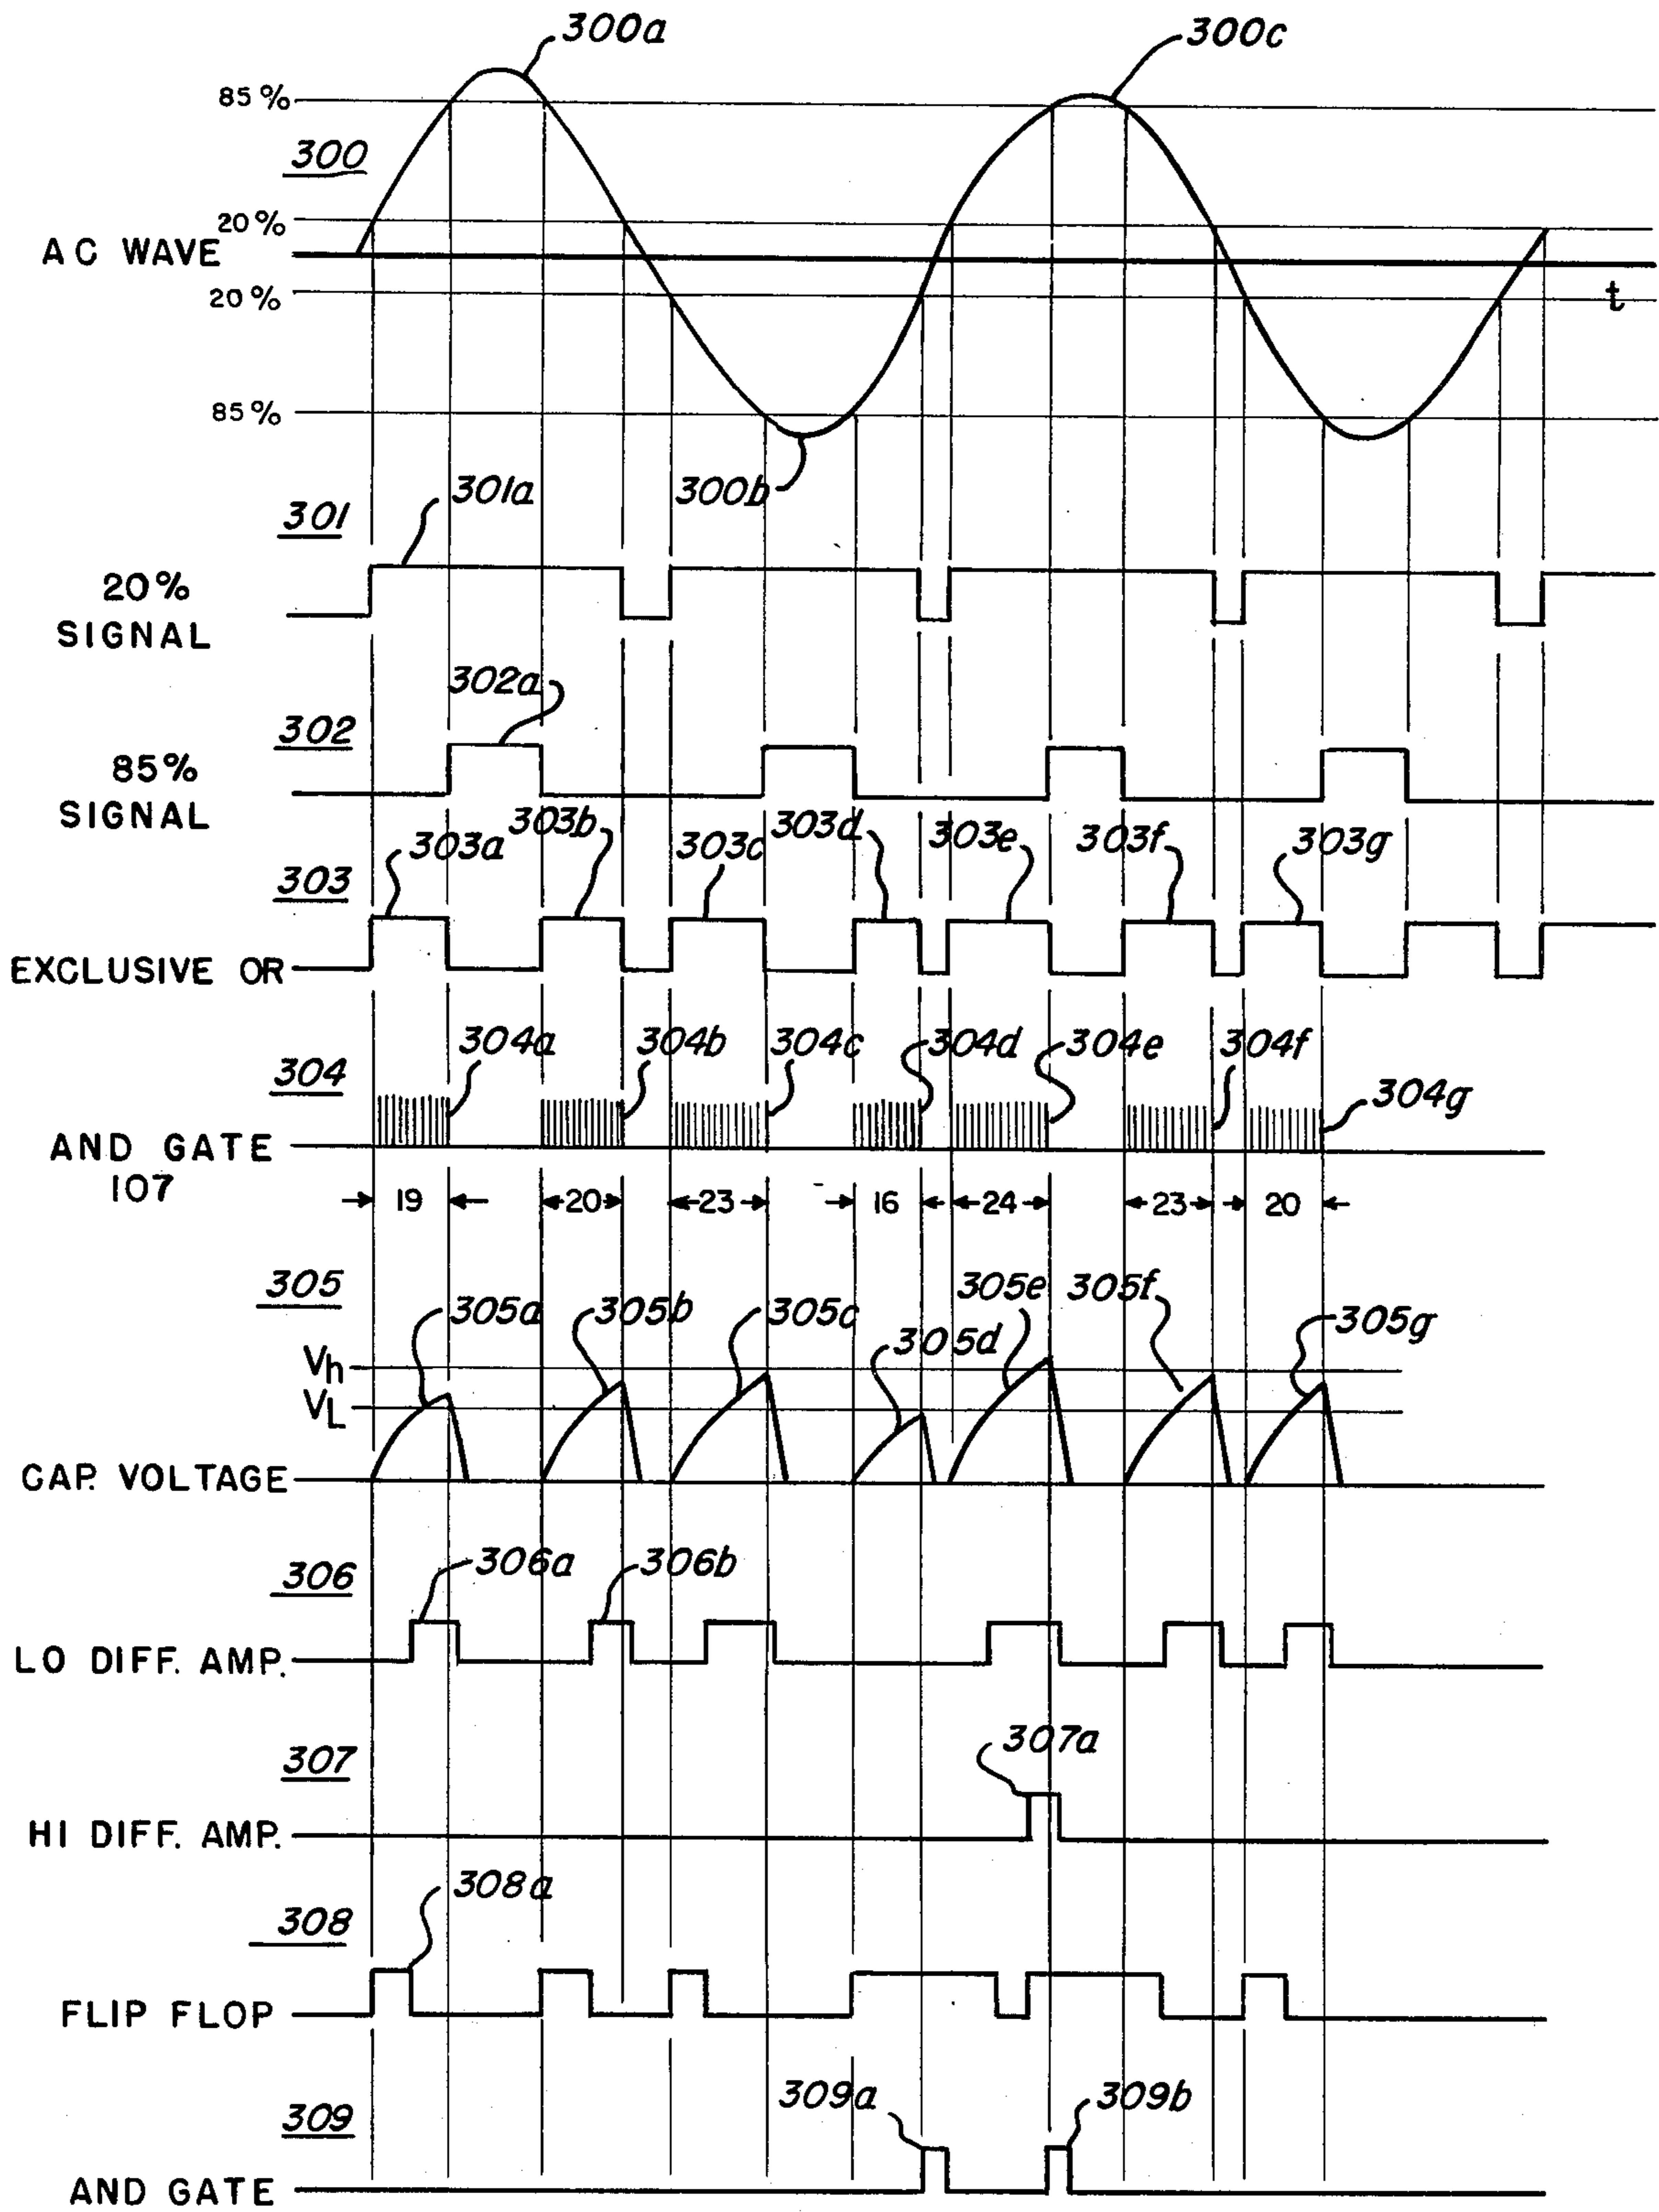 300a
300c
85%
300
20%
AC WAVE
20%
t
85%
300b
301a
301
20%
SIGNAL
302a
302
85%
SIGNAL
303a
303b
303c
303d
303e
303f
303g
303
EXCLUSIVE OR
304a
304b
304c
304d
304e
304f
304g
304
AND GATE
107
19
20
23
16
24
23
20
305
305a
305b
305c
305d
305e
305f
305g
Vh
VL
CAP. VOLTAGE
306a
306b
306
LO DIFF. AMP.
307a
307
HI DIFF. AMP.
308a
308
FLIP FLOP
309a
309b
309
AND GATE